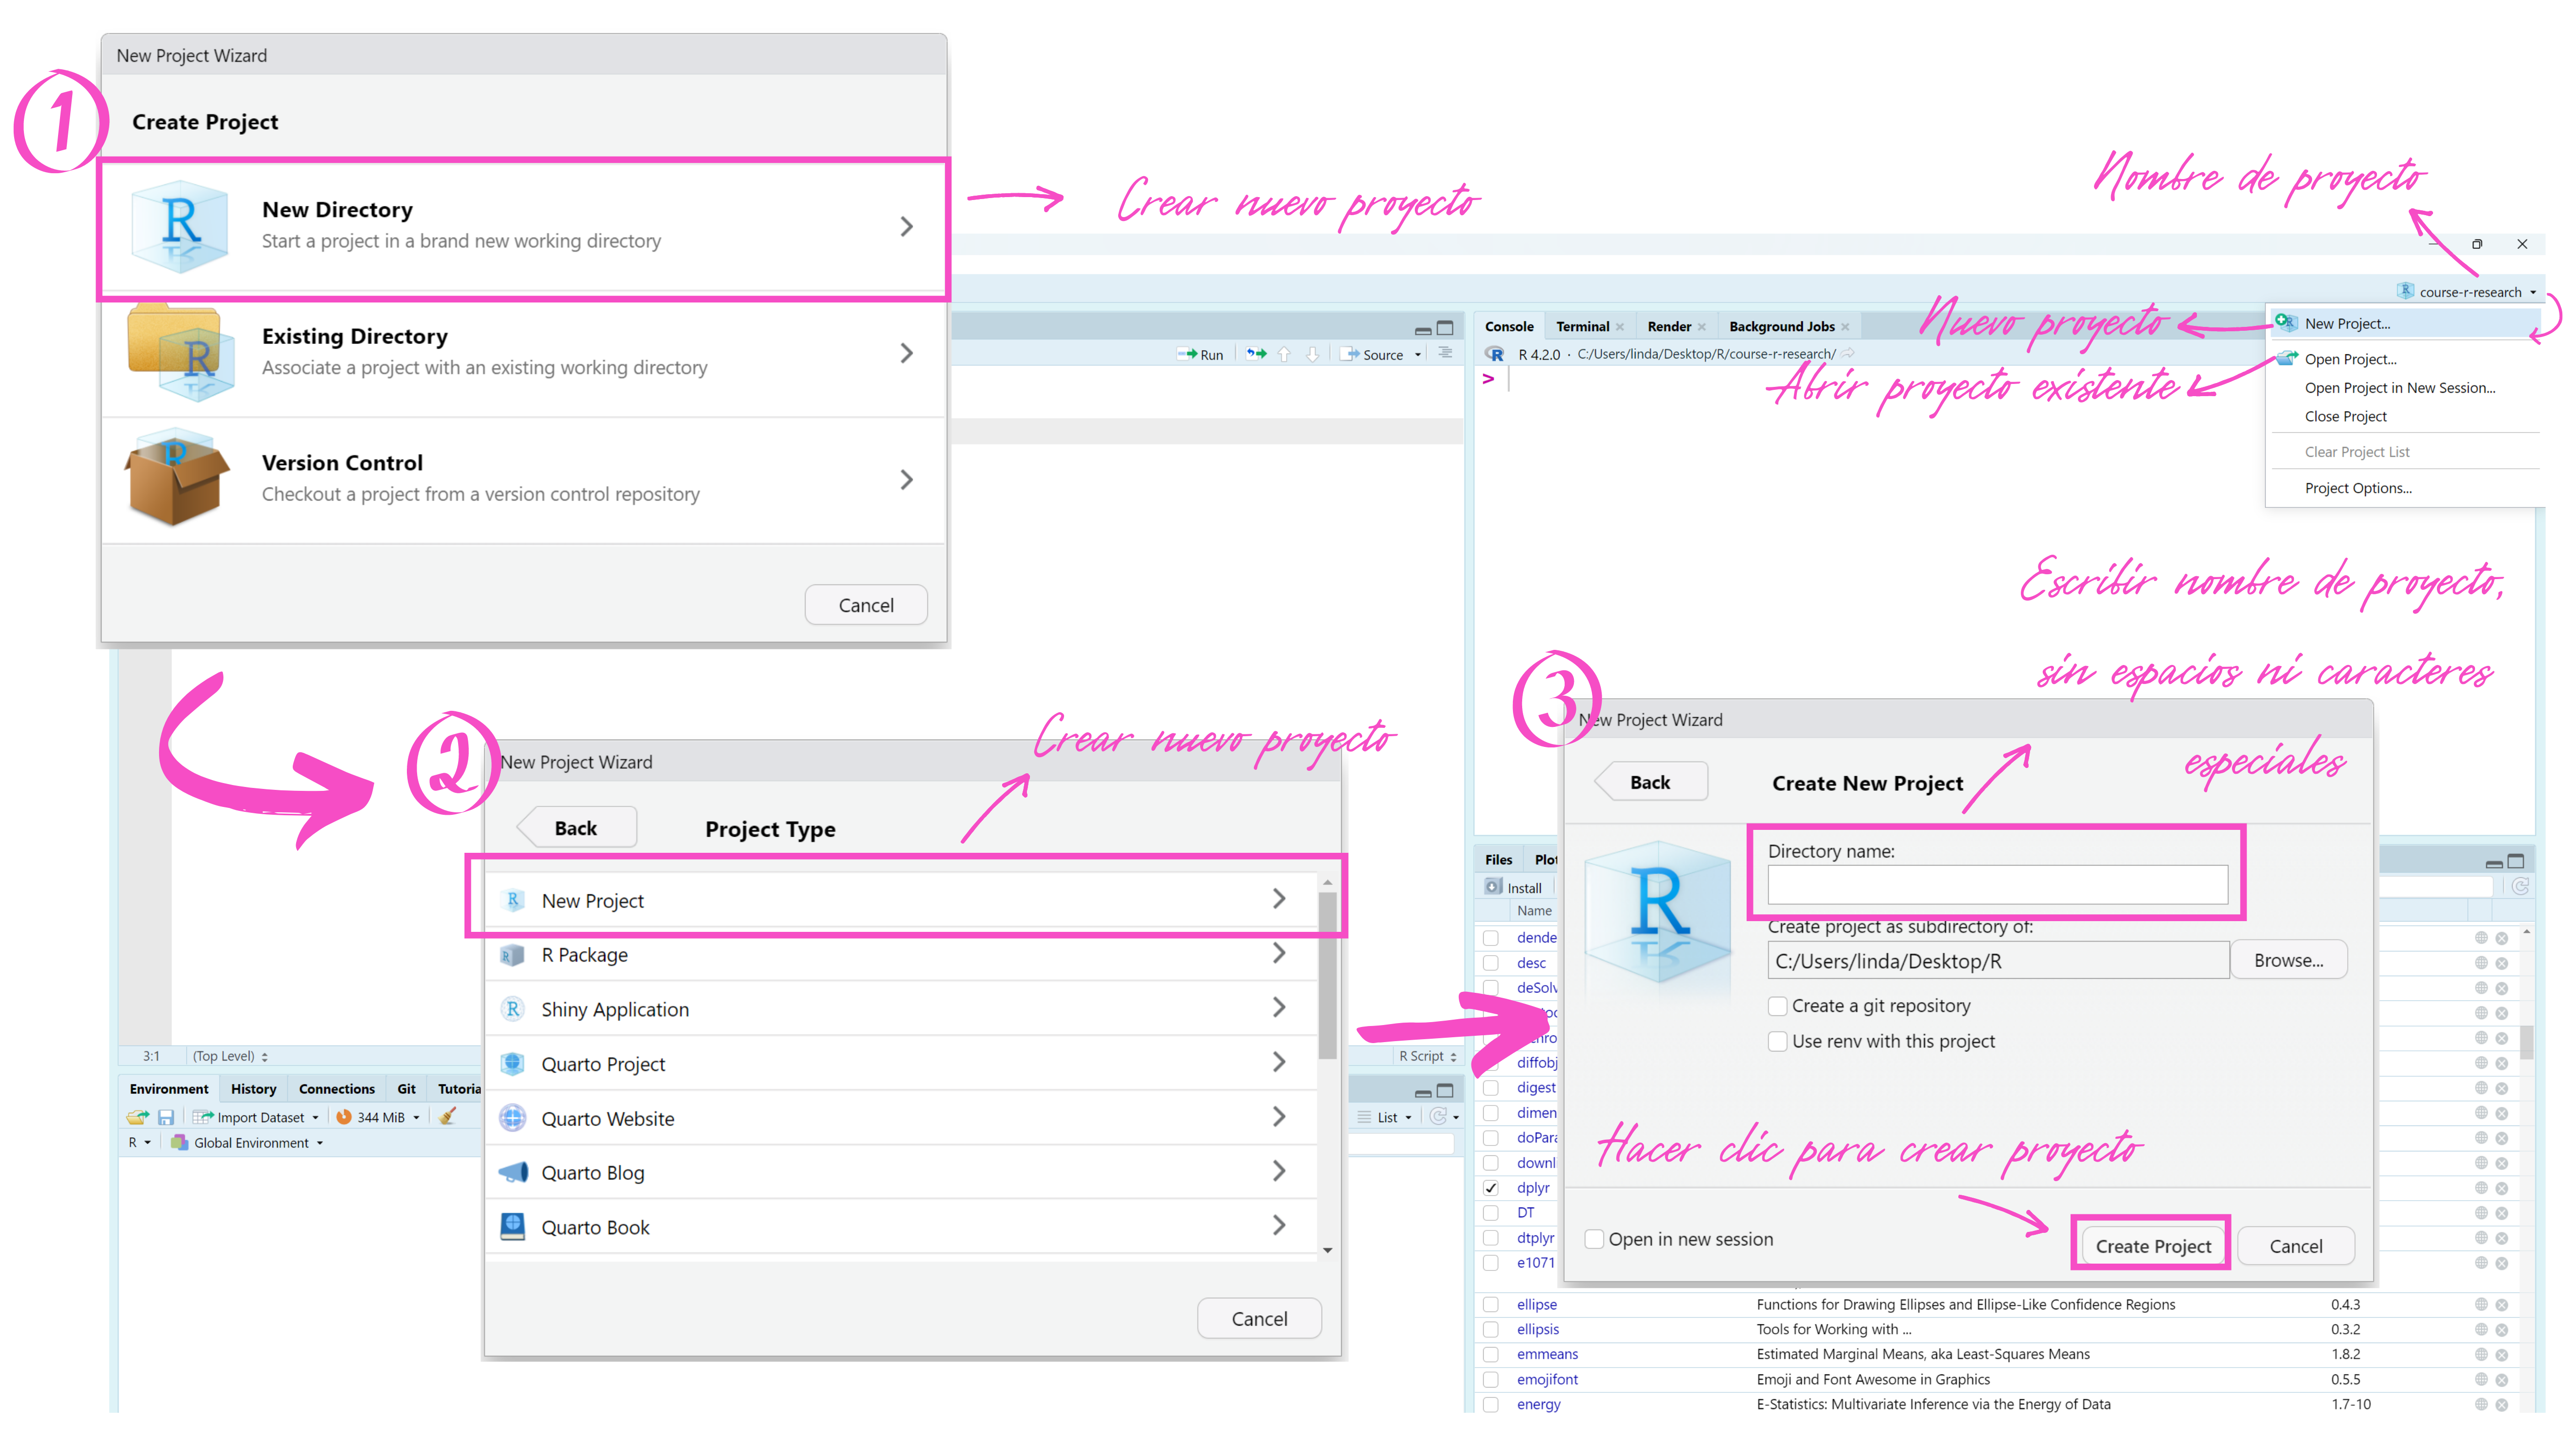 New Project Wizard
1
Create Project
New Directory
Start a project in a brand new working directory
Existing Directory
Associate a project with an existing working directory
Version Control
Checkout a project from a version control repository
Cancel
Crear nuevo proyecto
Nombre de proyecto
course-r-research
Nuevo proyecto
Abrir proyecto existente
New Project...
Open Project...
Open Project in New Session...
Close Project
Clear Project List
Project Options...
Run
Source
Console Terminal Render Background Jobs
R 4.2.0 · C:/Users/linda/Desktop/R/course-r-research/
>
Escribir nombre de proyecto,
sin espacios ni caracteres
especiales
2
Crear nuevo proyecto
New Project Wizard
Back
Project Type
New Project
R Package
Shiny Application
Quarto Project
Quarto Website
Quarto Blog
Quarto Book
Cancel
3:1 (Top Level)
R Script
Environment History Connections Git
Import Dataset 344 MiB
List
R Global Environment
3
New Project Wizard
Back
Create New Project
Directory name:
Create project as subdirectory of:
C:/Users/linda/Desktop/R
Browse...
Create a git repository
Use renv with this project
Hacer clic para crear proyecto
Open in new session
Create Project
Cancel
Files
Install
Name
desc
digest
dplyr
DT
dtplyr
e1071
ellipse Functions for Drawing Ellipses and Ellipse-Like Confidence Regions 0.4.3
ellipsis Tools for Working with ... 0.3.2
emmeans Estimated Marginal Means, aka Least-Squares Means 1.8.2
emojifont Emoji and Font Awesome in Graphics 0.5.5
energy E-Statistics: Multivariate Inference via the Energy of Data 1.7-10